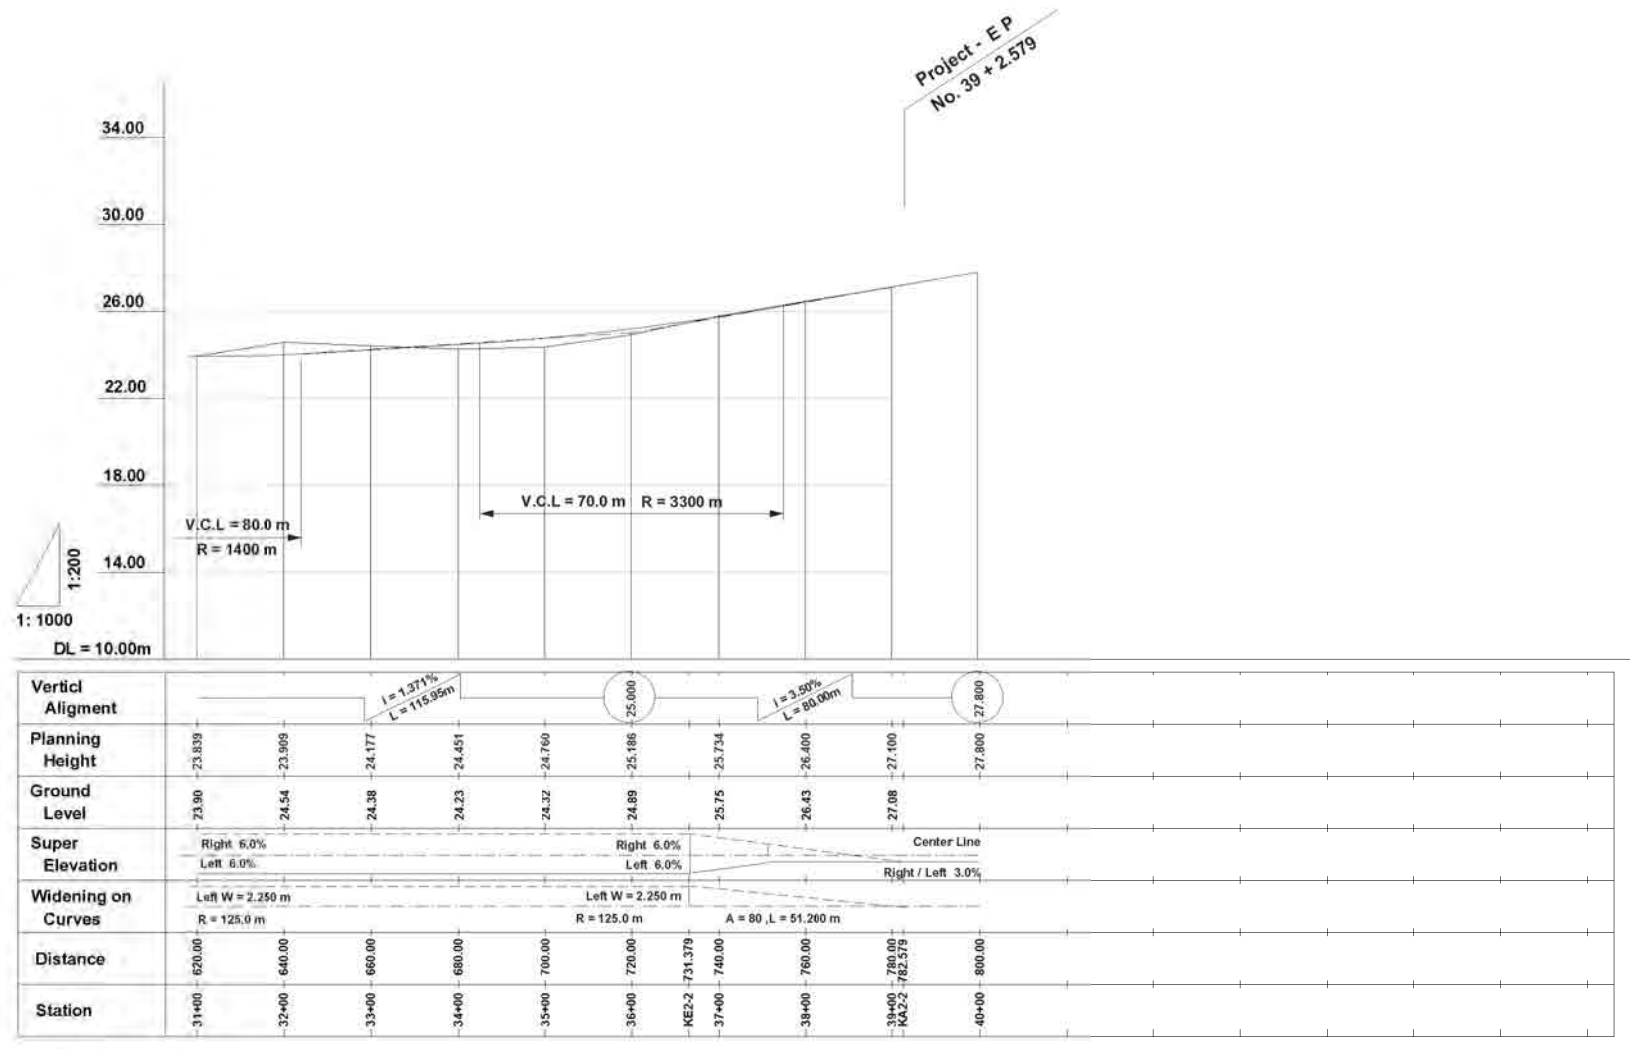 Project - E P
No. 39 + 2.579
34.00
30.00
26.00
22.00
18.00
14.00
V.C.L = 70.0 m R = 3300 m
V.C.L = 80.0 m
R = 1400 m
1:200
1: 1000
DL = 10.00m
Verticl
Aligment
i = 1.371%
L = 115.95m
25.000
i = 3.50%
L = 80.00m
27.800
Planning
Height
23.839 23.909 24.177 24.451 24.760 25.186 25.734 26.400 27.100 27.800
Ground
Level
23.90 24.54 24.38 24.23 24.32 24.89 25.75 26.43 27.08
Super
Elevation
Right 6.0% Right 6.0% Center Line
Left 6.0% Left 6.0% Right / Left 3.0%
Widening on
Curves
Left W = 2.250 m Left W = 2.250 m
R = 125.0 m R = 125.0 m A = 80 ,L = 51.200 m
Distance
620.00 640.00 660.00 680.00 700.00 720.00 731.379 740.00 760.00 780.00 782.579 800.00
Station
31+00 32+00 33+00 34+00 35+00 36+00 KE2-2 37+00 38+00 39+00 KA2-2 40+00